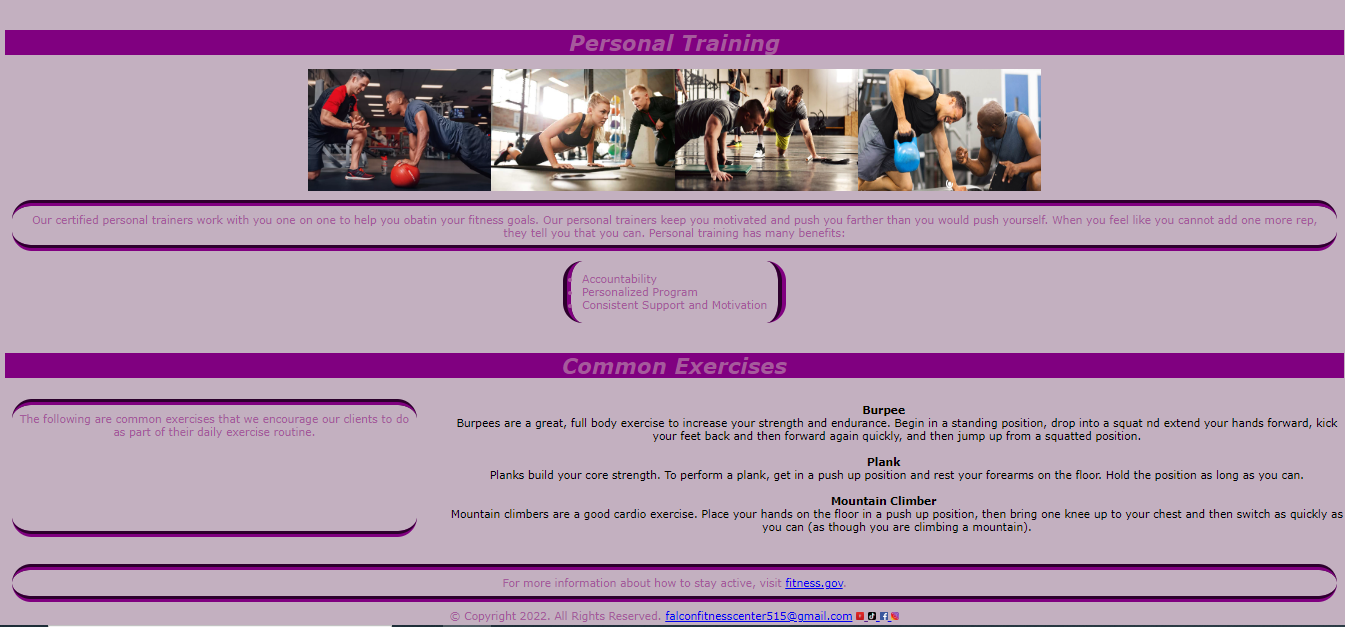 Personal Training
Our certified personal trainers work with you one on one to help you obatin your fitness goals. Our personal trainers keep you motivated and push you farther than you would push yourself. When you feel like you cannot add one more rep,
they tell you that you can. Personal training has many benefits:
Accountability
Personalized Program
Consistent Support and Motivation
Common Exercises
The following are common exercises that we encourage our clients to do
as part of their daily exercise routine.
Burpee
Burpees are a great, full body exercise to increase your strength and endurance. Begin in a standing position, drop into a squat nd extend your hands forward, kick
your feet back and then forward again quickly, and then jump up from a squatted position.
Plank
Planks build your core strength. To perform a plank, get in a push up position and rest your forearms on the floor. Hold the position as long as you can.
Mountain Climber
Mountain climbers are a good cardio exercise. Place your hands on the floor in a push up position, then bring one knee up to your chest and then switch as quickly as
you can (as though you are climbing a mountain).
For more information about how to stay active, visit fitness.gov.
© Copyright 2022. All Rights Reserved. falconfitnesscenter515@gmail.com